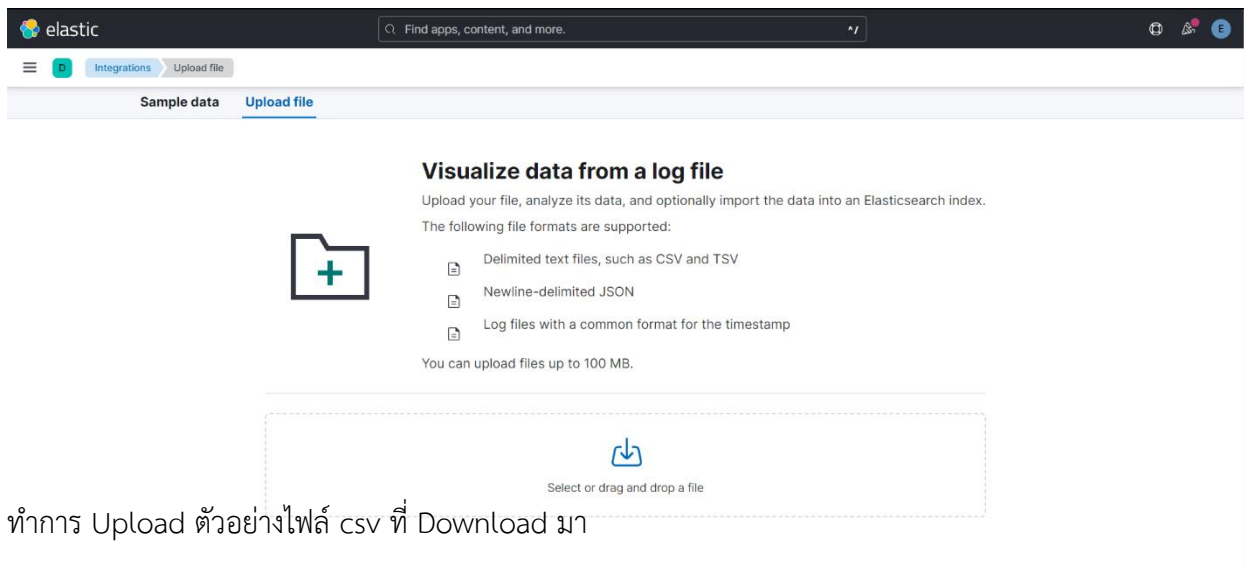 elastic
Find apps, content, and more.
^/
E
D
Integrations
Upload file
Sample data
Upload file
Visualize data from a log file
Upload your file, analyze its data, and optionally import the data into an Elasticsearch index.
The following file formats are supported:
Delimited text files, such as CSV and TSV
Newline-delimited JSON
Log files with a common format for the timestamp
You can upload files up to 100 MB.
Select or drag and drop a file
ทำการ Upload ตัวอย่างไฟล์ csv ที่ Download มา